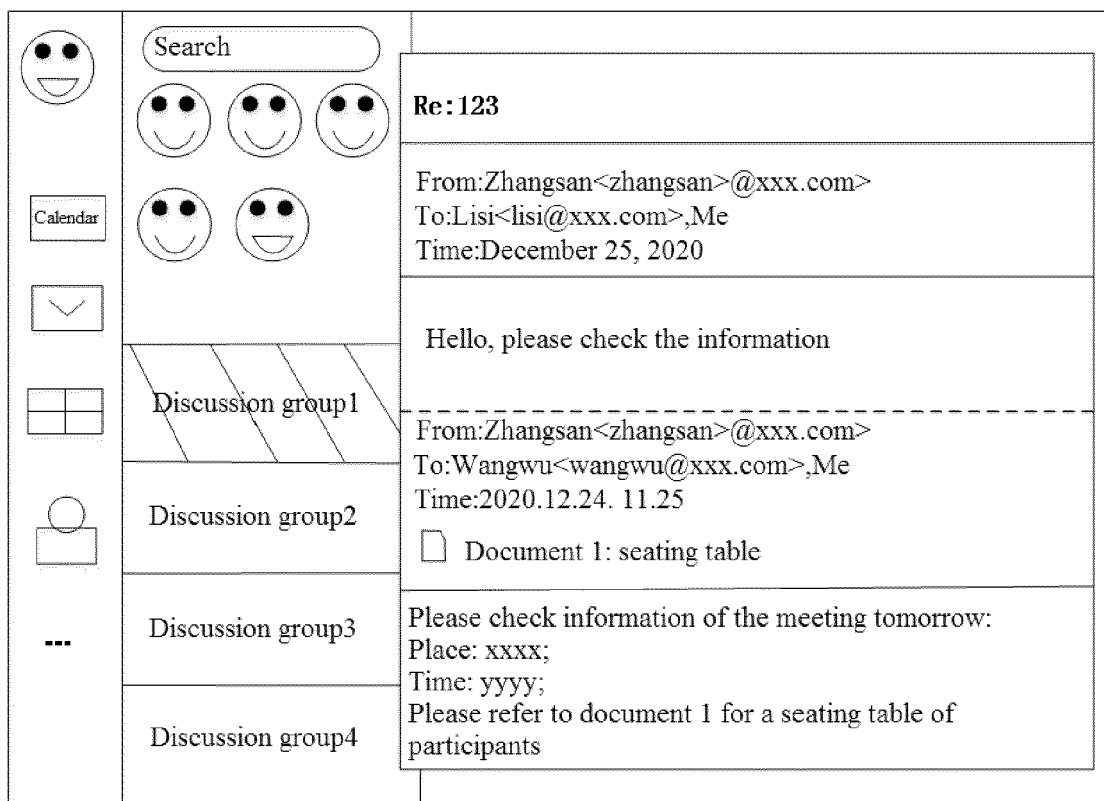 Search
Calendar
...
Discussion group1
Discussion group2
Discussion group3
Discussion group4
Re:123
From:Zhangsan<zhangsan>@xxx.com>
To:Lisi<lisi@xxx.com>,Me
Time:December 25, 2020
Hello, please check the information
From:Zhangsan<zhangsan>@xxx.com>
To:Wangwu<wangwu@xxx.com>,Me
Time:2020.12.24. 11.25
Document 1: seating table
Please check information of the meeting tomorrow:
Place: xxxx;
Time: yyyy;
Please refer to document 1 for a seating table of
participants